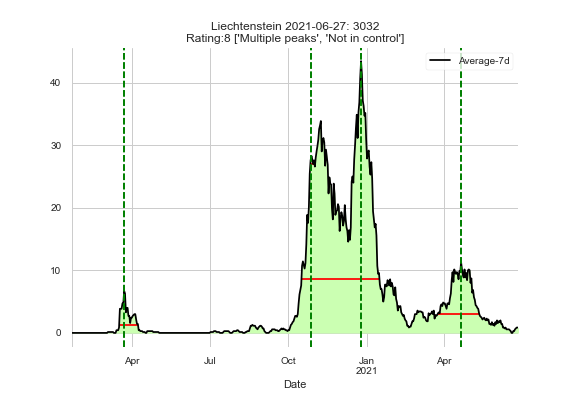 Liechtenstein 2021-06-27: 3032
Rating:8 ['Multiple peaks', 'Not in control']
Average-7d
40
30
20
10
0
Apr Jul Oct Jan Apr
2021
Date